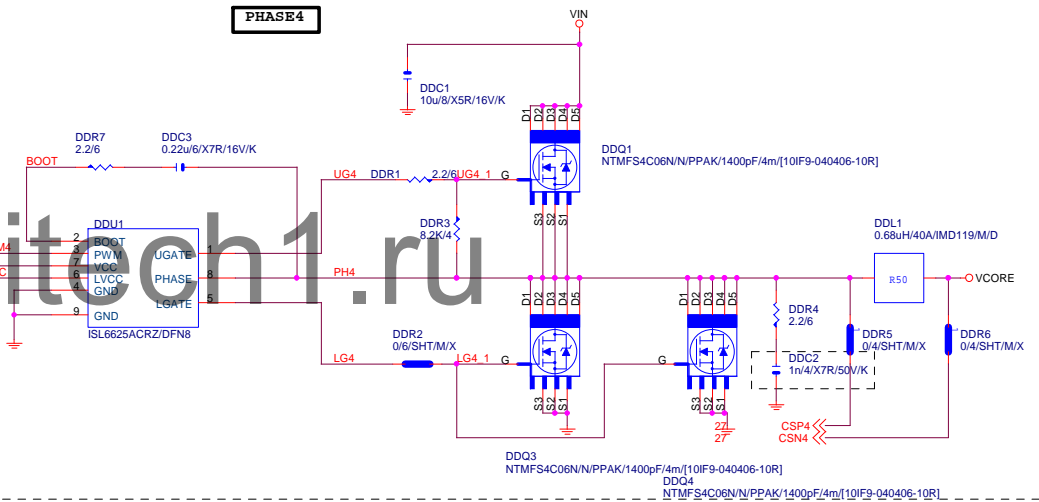 PHASE4
VIN
DDC1
10u/8/X5R/16V/K
D1 D2 D3 D4 D5
DDR7
2.2/6
DDC3
0.22u/6/X7R/16V/K
DDQ1
NTMFS4C06N/N/PPAK/1400pF/4m/[10IF9-040406-10R]
BOOT
UG4 DDR1 2.2/6 UG4_1 G
S3 S2 S1
DDR3
8.2K/4
DDU1
itech1.ru
2 BOOT
M4 3 PWM UGATE 1
C 7 VCC
6 LVCC PHASE 8 PH4
4 GND
5 LGATE
9 GND
ISL6625ACRZ/DFN8
DDL1
0.68uH/40A/IMD119/M/D
R50
VCORE
D1 D2 D3 D4 D5
D1 D2 D3 D4 D5
DDR4
2.2/6
DDR2
0/6/SHT/M/X
DDR5
0/4/SHT/M/X
DDR6
0/4/SHT/M/X
LG4 LG4_1 G
G
DDC2
1n/4/X7R/50V/K
S3 S2 S1
S3 S2 S1
27 CSP4
27 CSN4
DDQ3
NTMFS4C06N/N/PPAK/1400pF/4m/[10IF9-040406-10R]
DDQ4
NTMFS4C06N/N/PPAK/1400pF/4m/[10IF9-040406-10R]